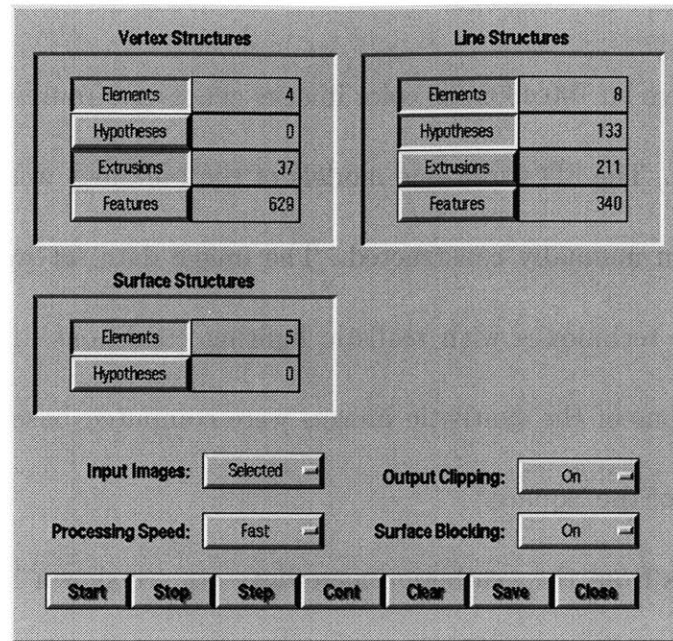 Vertex Structures
Elements 4
Hypotheses 0
Extrusions 37
Features 629
Line Structures
Elements 8
Hypotheses 133
Extrusions 211
Features 340
Surface Structures
Elements 5
Hypotheses 0
Input Images: Selected
Output Clipping: On
Processing Speed: Fast
Surface Blocking: On
Start Stop Step Cont Clear Save Close